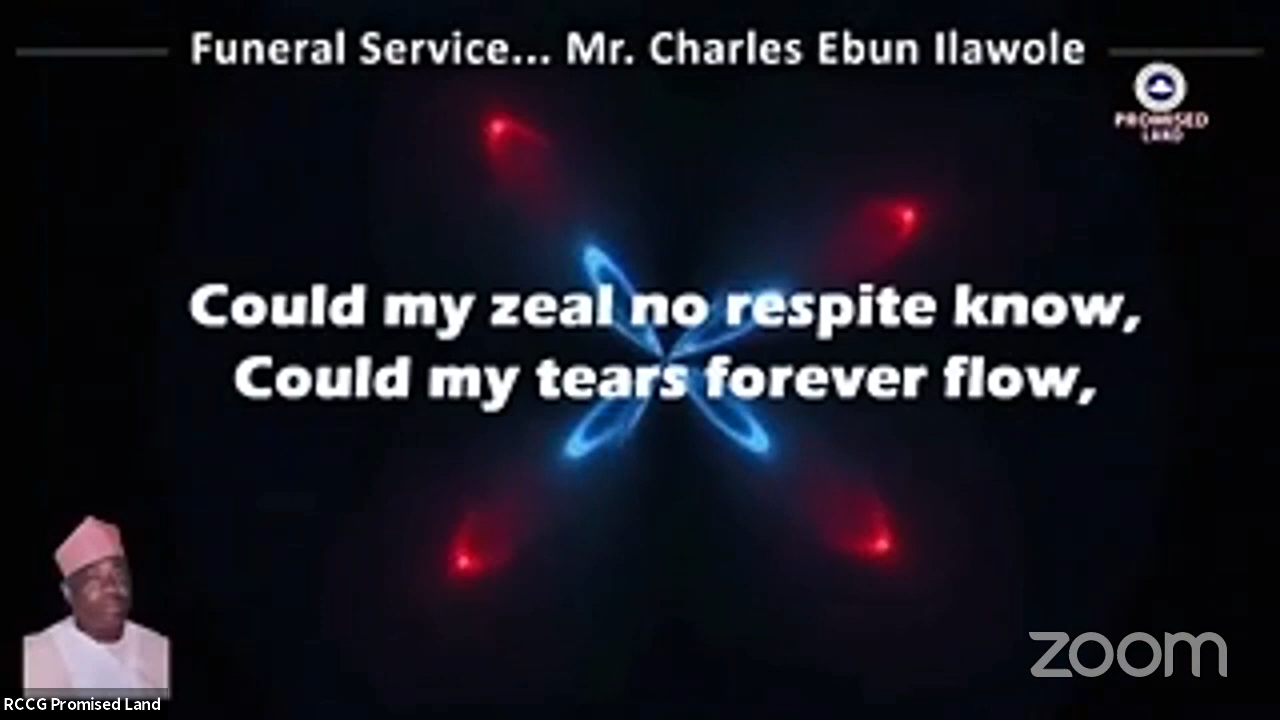 Funeral Service... Mr. Charles Ebun Ilawole
PROMISED
LAND
Could my zeal no respite know,
Could my tears forever flow,
zoom
RCCG Promised Land